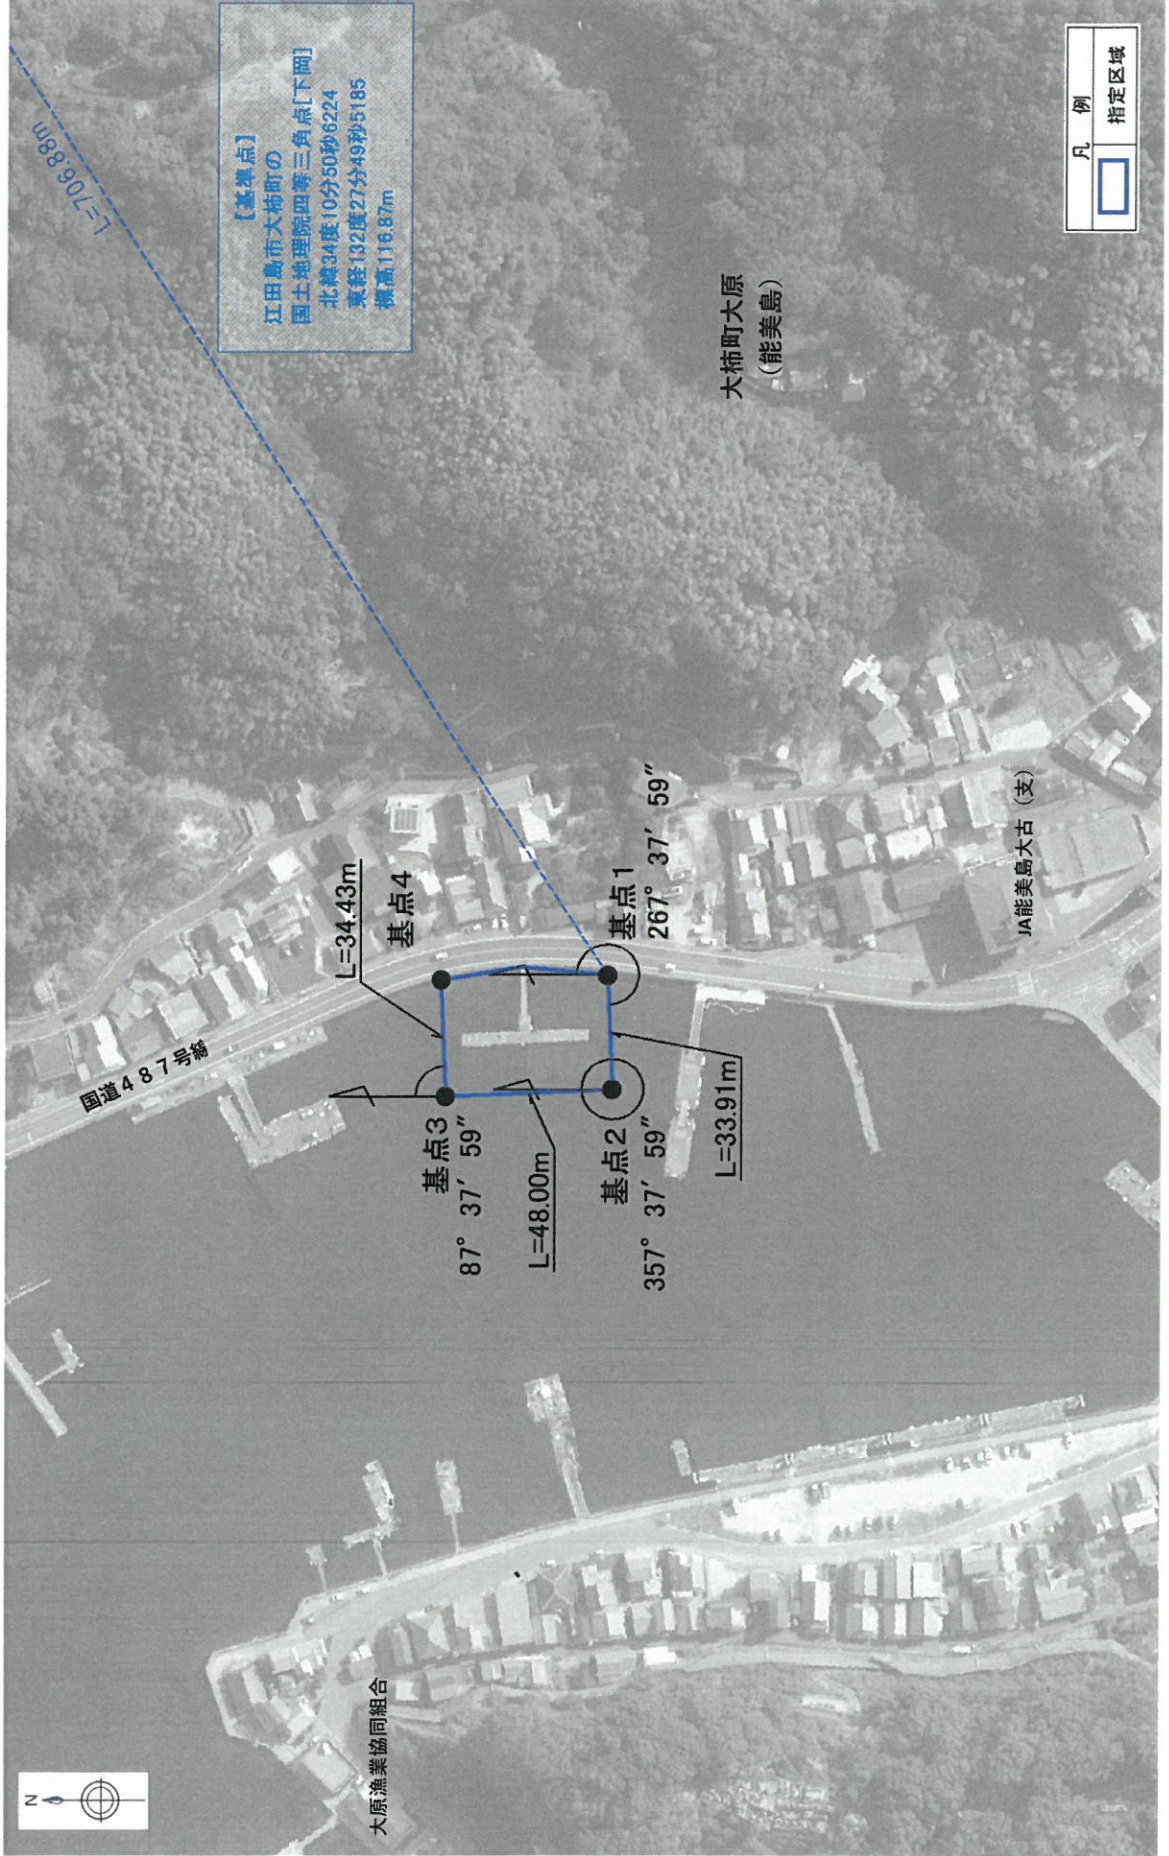 N
L=706.88m
【基準点】
江田島市大柿町の
国土地理院四等三角点[下岡]
北緯34度10分50秒6224
東経132度27分49秒5185
標高116.87m
国道487号線
L=34.43m
基点4
基点3
87° 37′ 59″
L=48.00m
基点2
357° 37′ 59″
基点1
267° 37′ 59″
L=33.91m
大柿町大原
(能美島)
JA能美島大古（支）
大原漁業協同組合
凡 例
指定区域